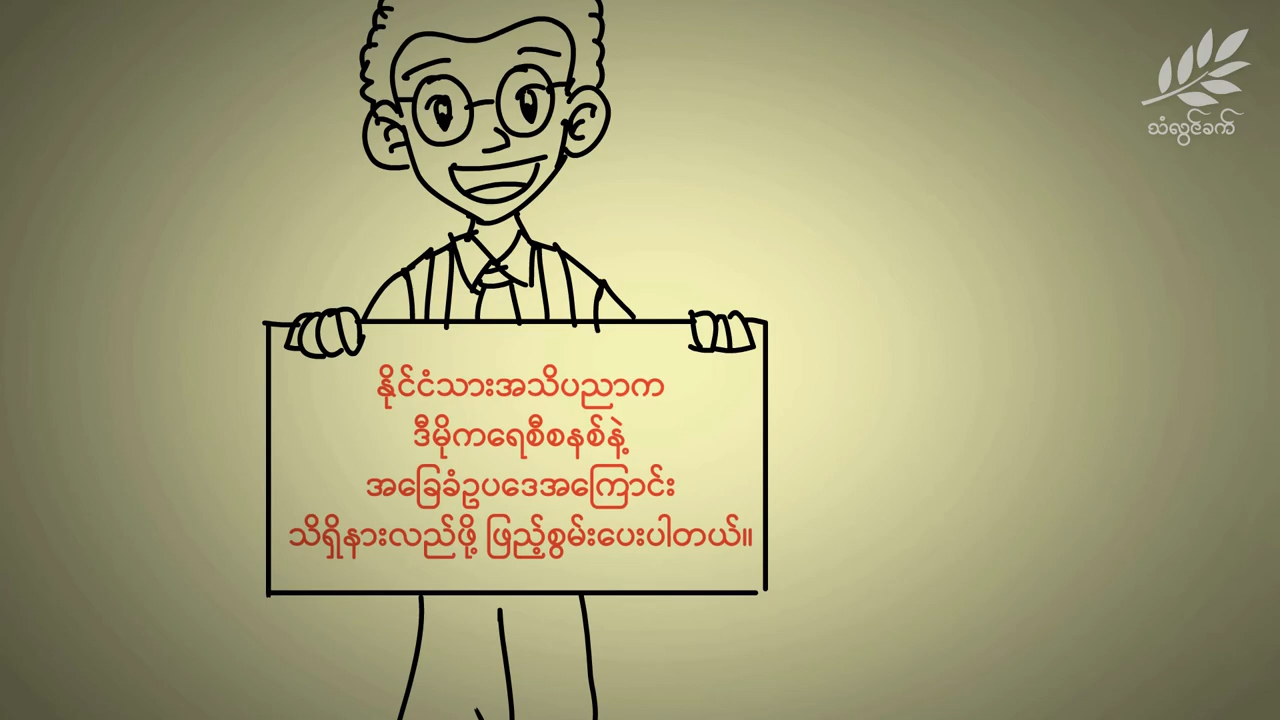 သံလွင်ခက်
နိုင်ငံသားအသိပညာက
ဒီမိုကရေစီစနစ်နဲ့
အခြေခံဥပဒေအကြောင်း
သိရှိနားလည်ဖို့ ဖြည့်စွမ်းပေးပါတယ်။